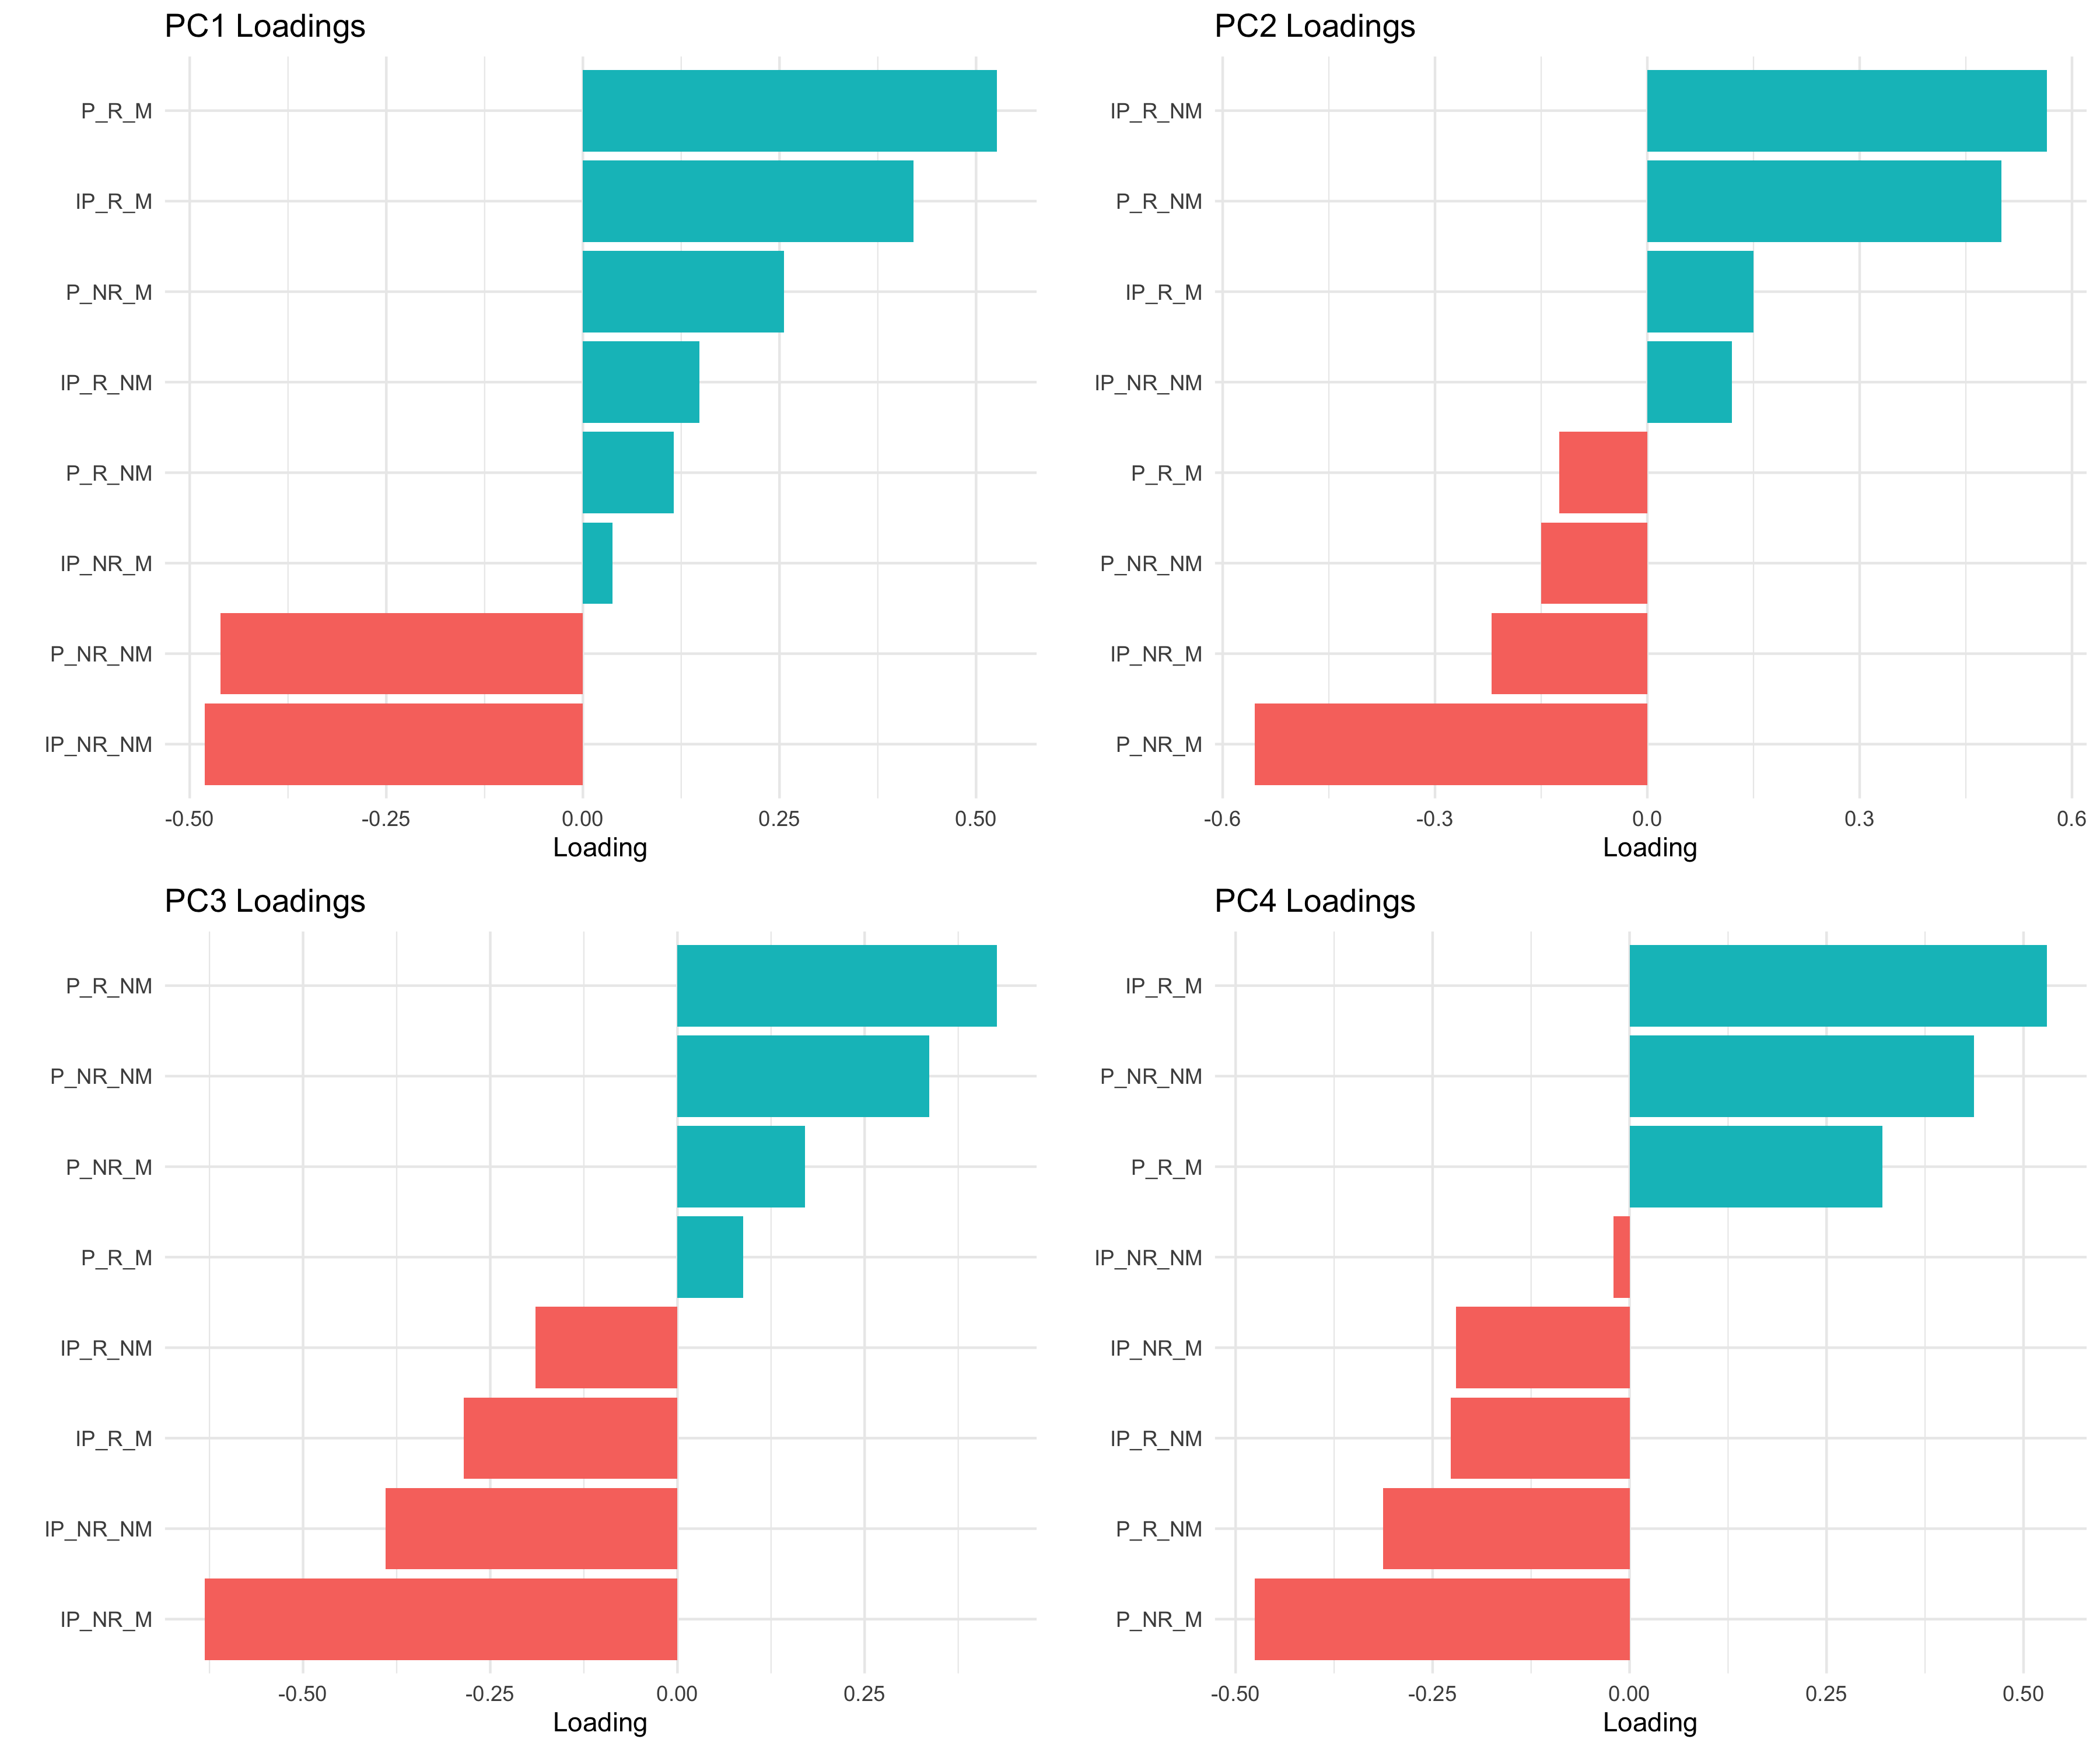 PC1 Loadings
P_R_M
IP_R_M
P_NR_M
IP_R_NM
P_R_NM
IP_NR_M
P_NR_NM
IP_NR_NM
-0.50 -0.25 0.00 0.25 0.50
Loading
PC2 Loadings
IP_R_NM
P_R_NM
IP_R_M
IP_NR_NM
P_R_M
P_NR_NM
IP_NR_M
P_NR_M
-0.6 -0.3 0.0 0.3 0.6
Loading
PC3 Loadings
P_R_NM
P_NR_NM
P_NR_M
P_R_M
IP_R_NM
IP_R_M
IP_NR_NM
IP_NR_M
-0.50 -0.25 0.00 0.25
Loading
PC4 Loadings
IP_R_M
P_NR_NM
P_R_M
IP_NR_NM
IP_NR_M
IP_R_NM
P_R_NM
P_NR_M
-0.50 -0.25 0.00 0.25 0.50
Loading